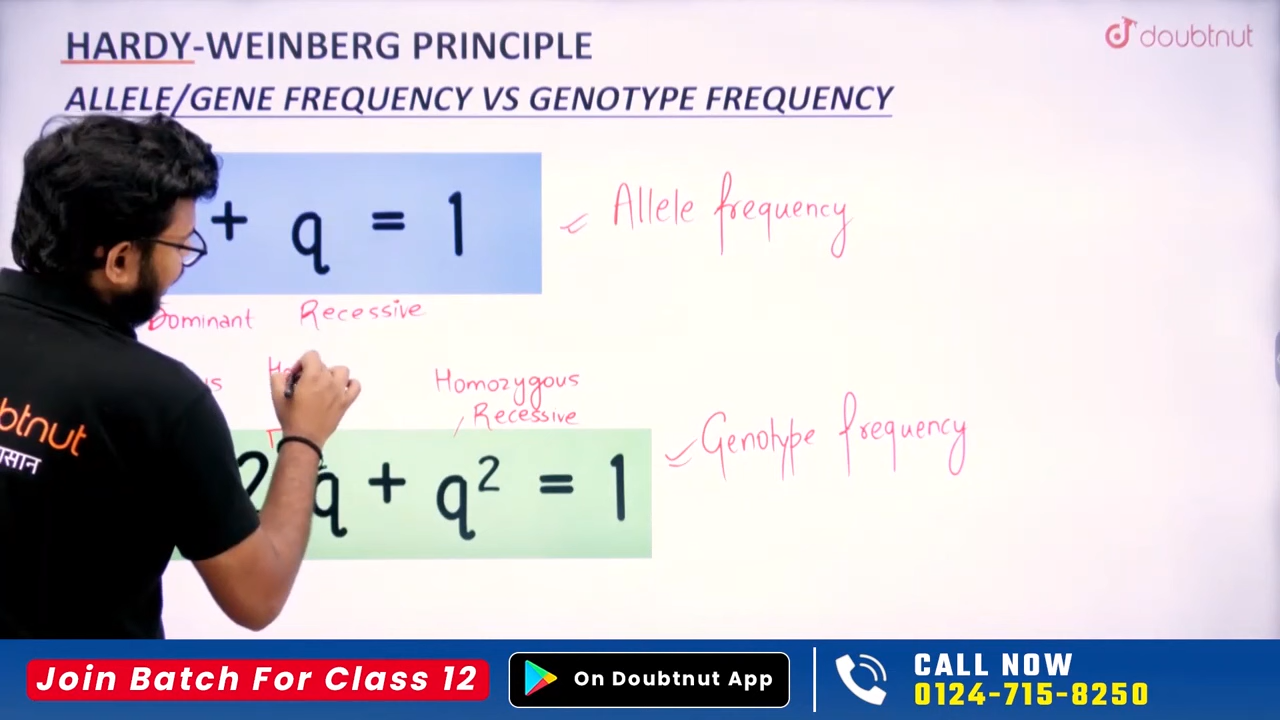 HARDY-WEINBERG PRINCIPLE
doubtnut
ALLELE/GENE FREQUENCY VS GENOTYPE FREQUENCY
+ q = 1
Allele frequency
Dominant Recessive
Homozygous
Recessive
q + q² = 1
Genotype frequency
Join Batch For Class 12
On Doubtnut App
CALL NOW
0124-715-8250